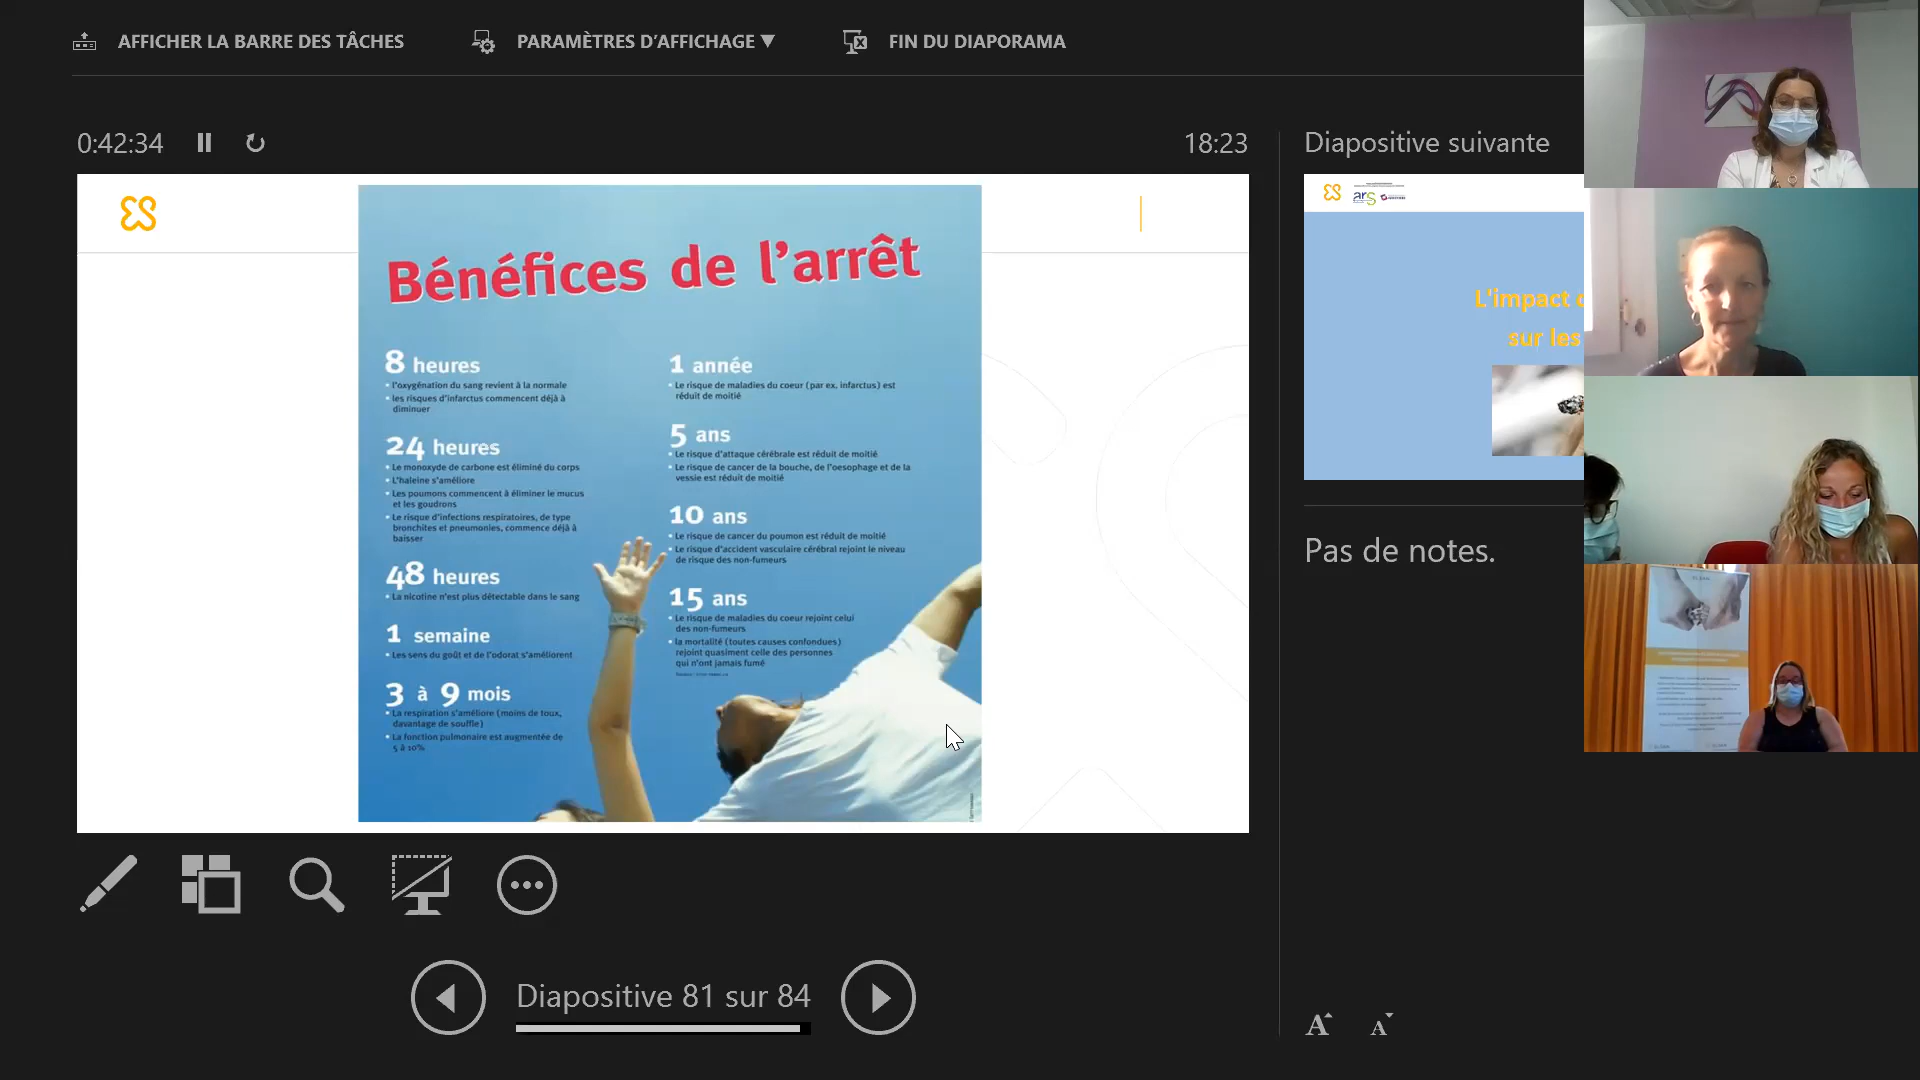 AFFICHER LA BARRE DES TÂCHES
PARAMÈTRES D'AFFICHAGE
FIN DU DIAPORAMA
0:42:34
18:23
Bénéfices de l'arrêt
8 heures
• l'oxygénation du sang revient à la normale
• les risques d'infarctus commencent déjà à
diminuer
24 heures
• Le monoxyde de carbone est éliminé du corps
• L'haleine s'améliore
• Les poumons commencent à éliminer le mucus
et les goudrons
• Le risque d'infections respiratoires, de type
bronchites et pneumonies, commence déjà à
baisser
48 heures
• La nicotine n'est plus détectable dans le sang
1 semaine
• Les sens du goût et de l'odorat s'améliorent
3 à 9 mois
• La respiration s'améliore (moins de toux,
davantage de souffle)
• La fonction pulmonaire est augmentée de
5 à 10%
1 année
• Le risque de maladies du coeur (par ex. infarctus) est
réduit de moitié
5 ans
• Le risque d'attaque cérébrale est réduit de moitié
• Le risque de cancer de la bouche, de l'oesophage et de la
vessie est réduit de moitié
10 ans
• Le risque de cancer du poumon est réduit de moitié
• Le risque d'accident vasculaire cérébral rejoint le niveau
de risque des non-fumeurs
15 ans
• Le risque de maladies du coeur rejoint celui
des non-fumeurs
• la mortalité (toutes causes confondues)
rejoint quasiment celle des personnes
qui n'ont jamais fumé
Diapositive 81 sur 84
Diapositive suivante
ars
L'impact
sur les
Pas de notes.
A A